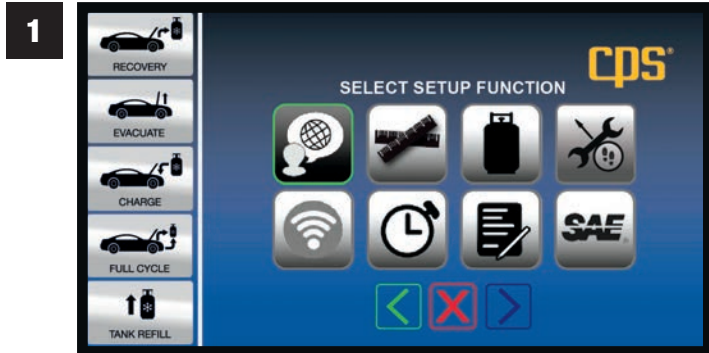 1
RECOVERY
EVACUATE
CHARGE
FULL CYCLE
TANK REFILL
cps®
SELECT SETUP FUNCTION
SAE